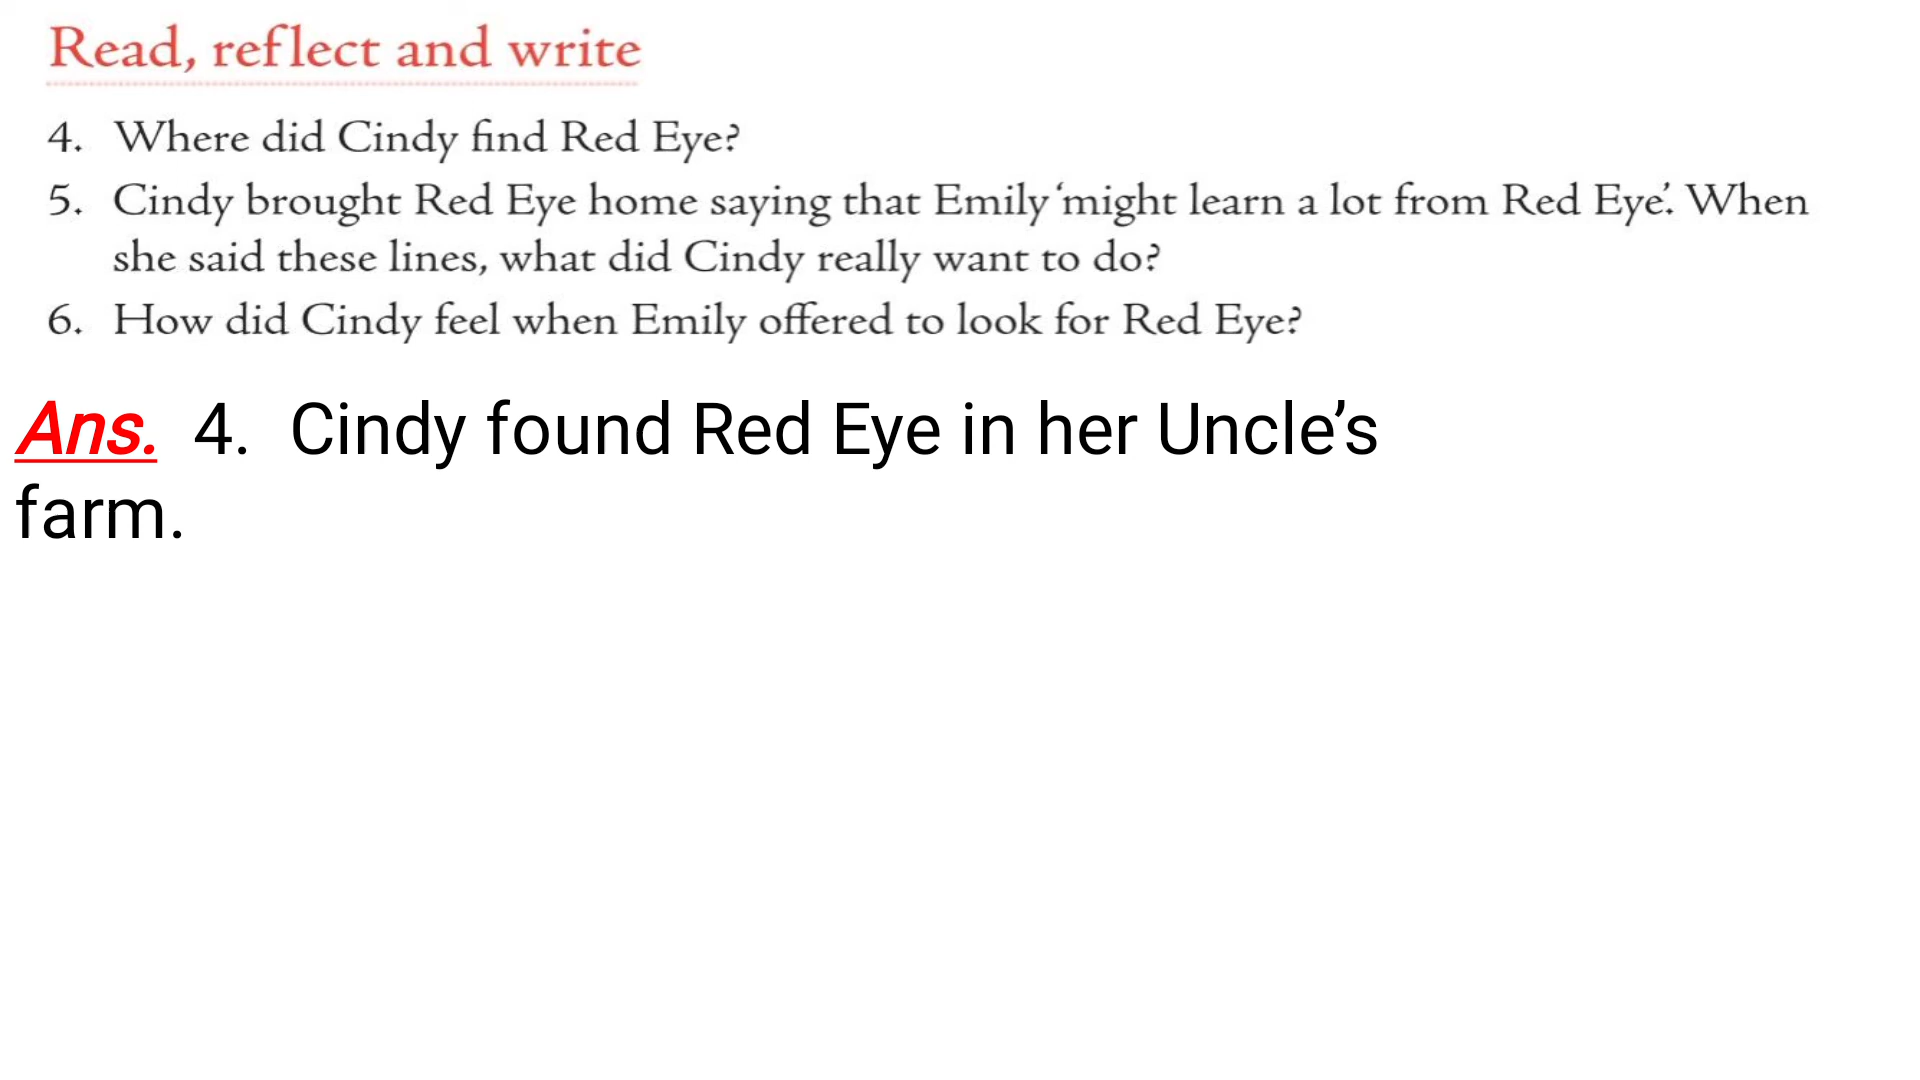 Read, reflect and write
4. Where did Cindy find Red Eye?
5. Cindy brought Red Eye home saying that Emily ‘might learn a lot from Red Eye’. When
she said these lines, what did Cindy really want to do?
6. How did Cindy feel when Emily offered to look for Red Eye?
Ans. 4. Cindy found Red Eye in her Uncle’s
farm.